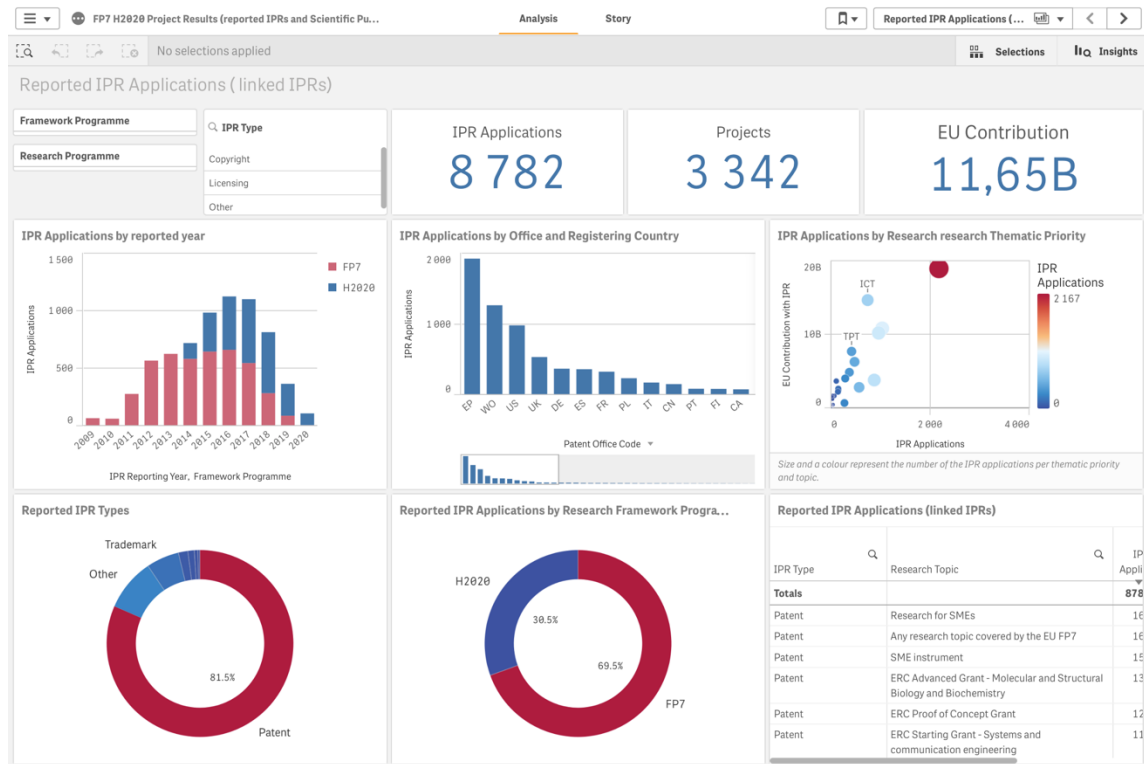 FP7 H2020 Project Results (reported IPRs and Scientific Pu...
Analysis
Story
Reported IPR Applications (...
No selections applied
Selections
Insights
Reported IPR Applications ( linked IPRs)
Framework Programme
Research Programme
IPR Type
Copyright
Licensing
Other
IPR Applications
8 782
Projects
3 342
EU Contribution
11,65B
IPR Applications by reported year
1 500
1 000
500
0
IPR Applications
2009 2010 2011 2012 2013 2014 2015 2016 2017 2018 2019 2020
IPR Reporting Year, Framework Programme
FP7
H2020
IPR Applications by Office and Registering Country
2 000
1 000
0
IPR Applications
EP WO US UK DE ES FR PL IT CN PT FI CA
Patent Office Code
IPR Applications by Research research Thematic Priority
20B
10B
0
EU Contribution with IPR
ICT
TPT
0 2 000 4 000
IPR Applications
IPR
Applications
2 167
0
Size and a colour represent the number of the IPR applications per thematic priority
and topic.
Reported IPR Types
Trademark
Other
81.5%
Patent
Reported IPR Applications by Research Framework Progra...
H2020
30.5%
69.5%
FP7
Reported IPR Applications (linked IPRs)
IPR Type
Research Topic
IP
Appli
Totals 878
Patent Research for SMEs 16
Patent Any research topic covered by the EU FP7 16
Patent SME instrument 15
Patent ERC Advanced Grant - Molecular and Structural 13
Biology and Biochemistry
Patent ERC Proof of Concept Grant 12
Patent ERC Starting Grant - Systems and 11
communication engineering